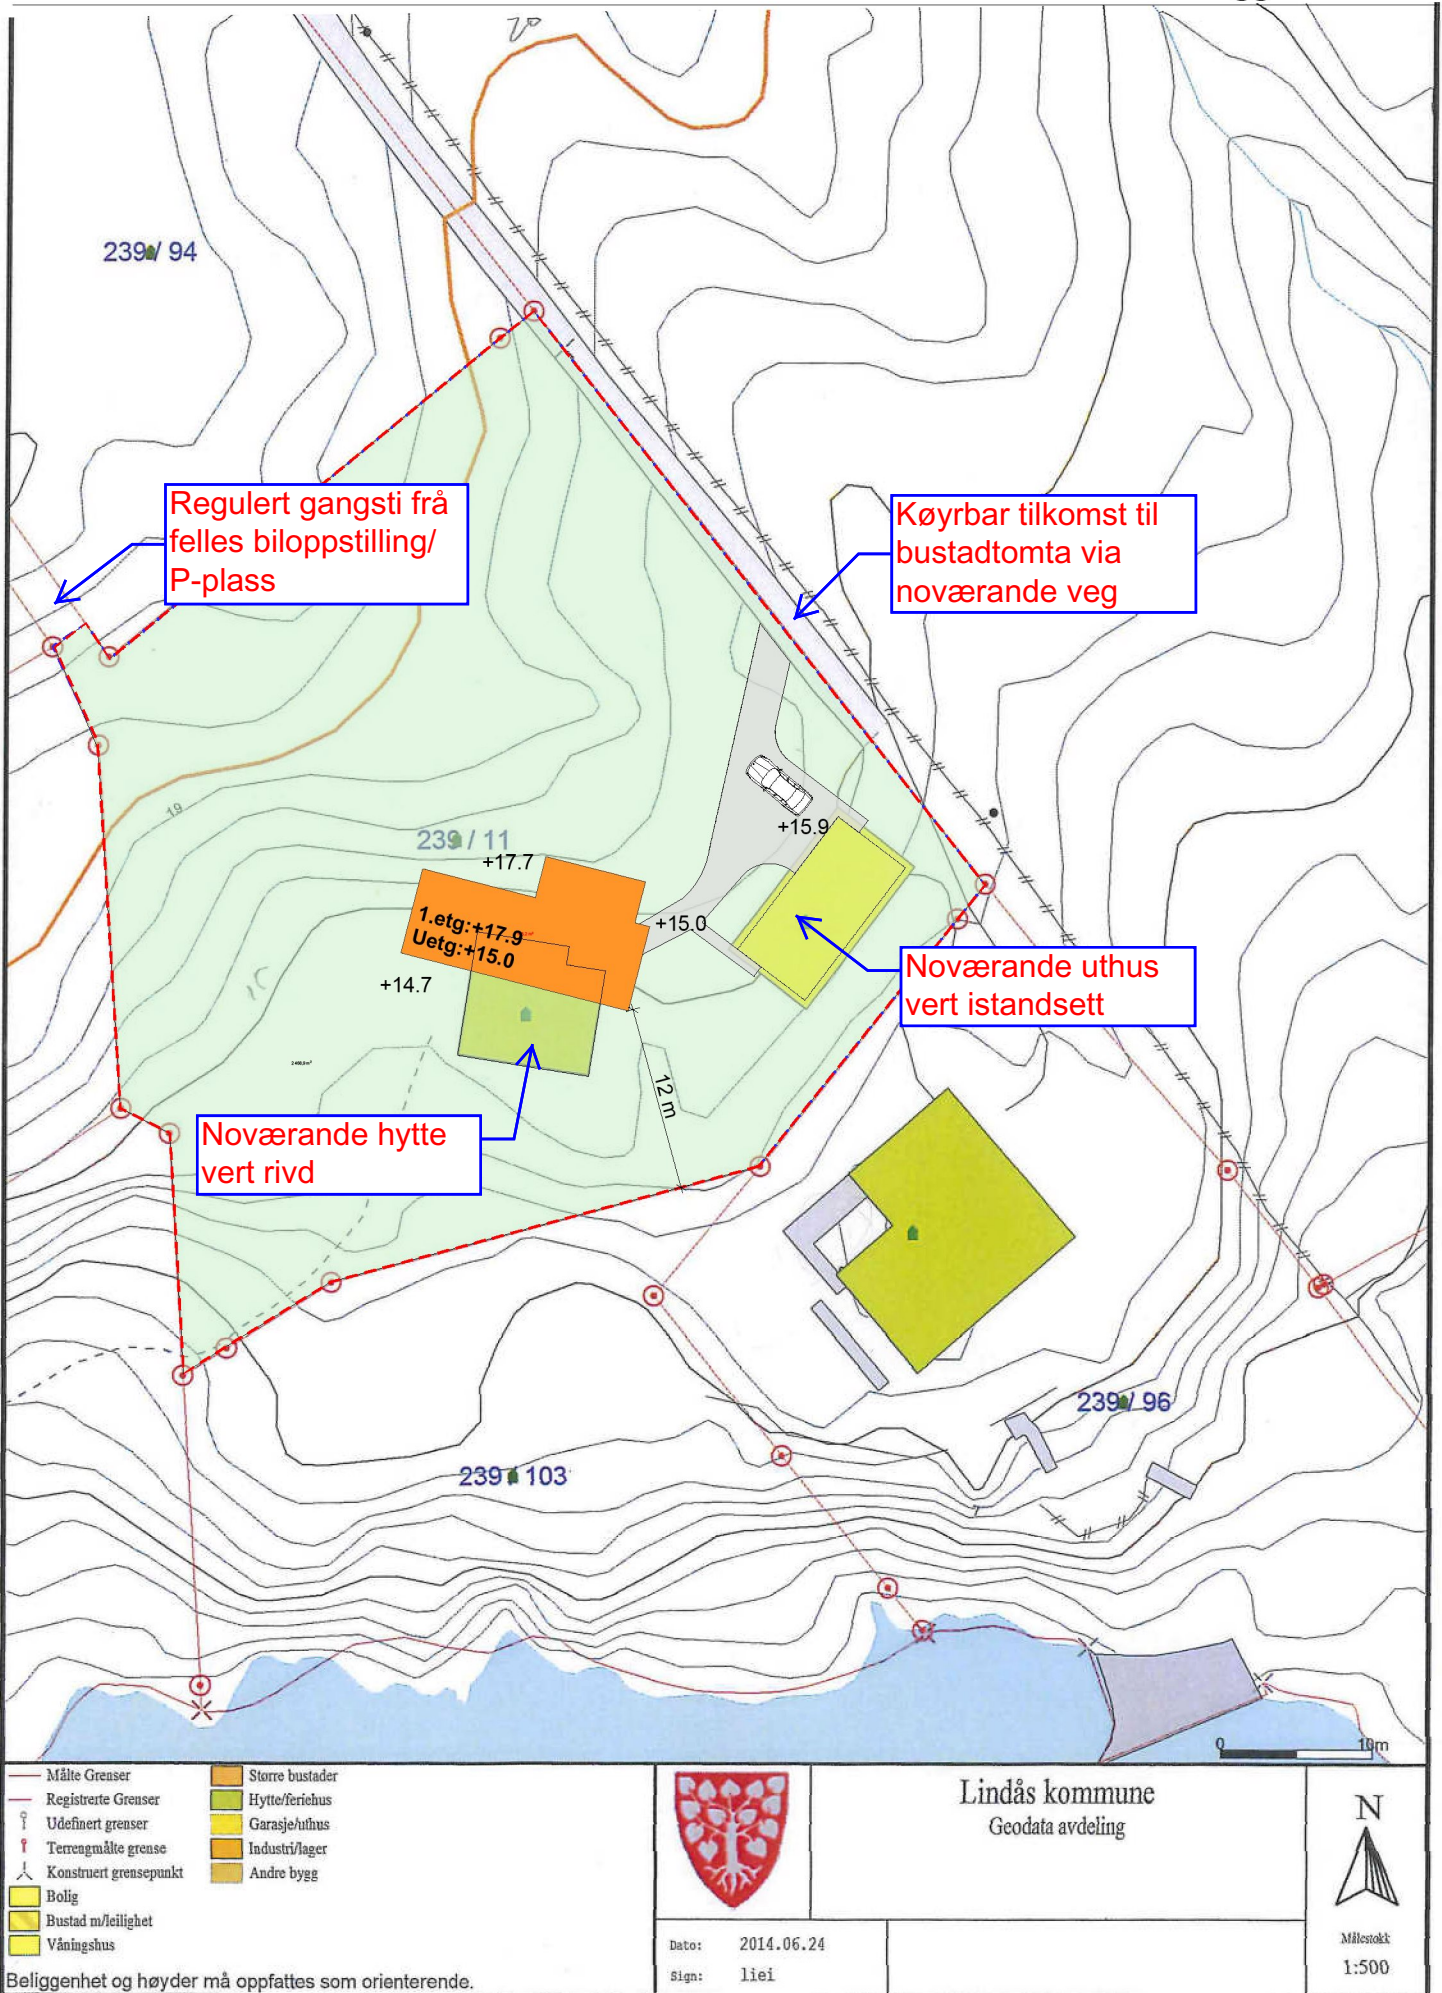 239 / 94
Regulert gangsti frå
felles biloppstilling/
P-plass
Køyrbar tilkomst til
bustadtomta via
noværande veg
19
239 / 11
+17.7
+15.9
1.etg:+17.9
Uetg:+15.0
+15.0
+14.7
Noværande uthus
vert istandsett
12 m
Noværande hytte
vert rivd
239 / 96
239 / 103
0 10m
Målte Grenser
Registrerte Grenser
Udefinert grenser
Terrengmålte grense
Konstruert grensepunkt
Bolig
Bustad m/leilighet
Våningshus
Større bustader
Hytte/feriehus
Garasje/uthus
Industri/lager
Andre bygg
Beliggenhet og høyder må oppfattes som orienterende.
Lindås kommune
Geodata avdeling
Dato: 2014.06.24
Sign: liei
N
Målestokk
1:500